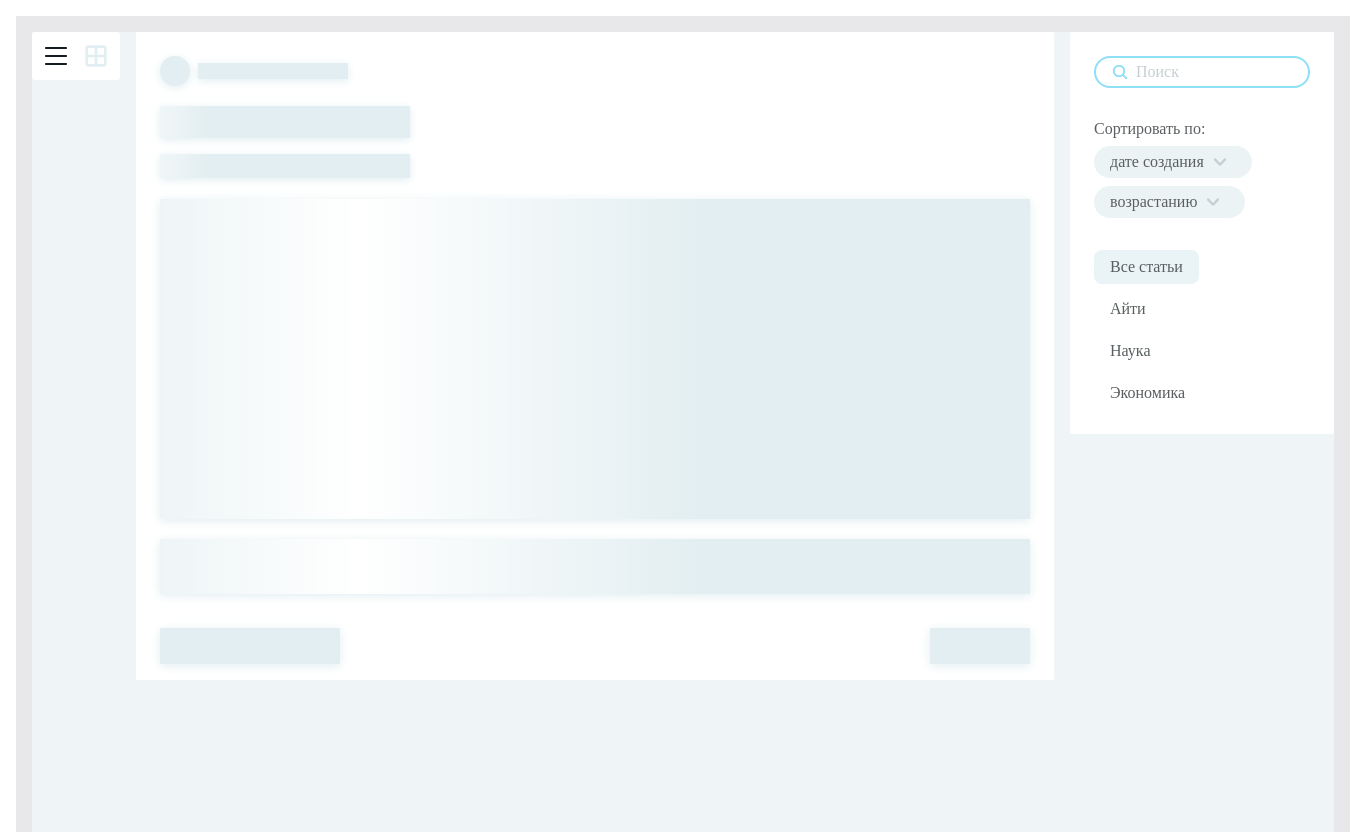 Поиск
Сортировать по:
дате создания
возрастанию
Все статьи
Айти
Наука
Экономика